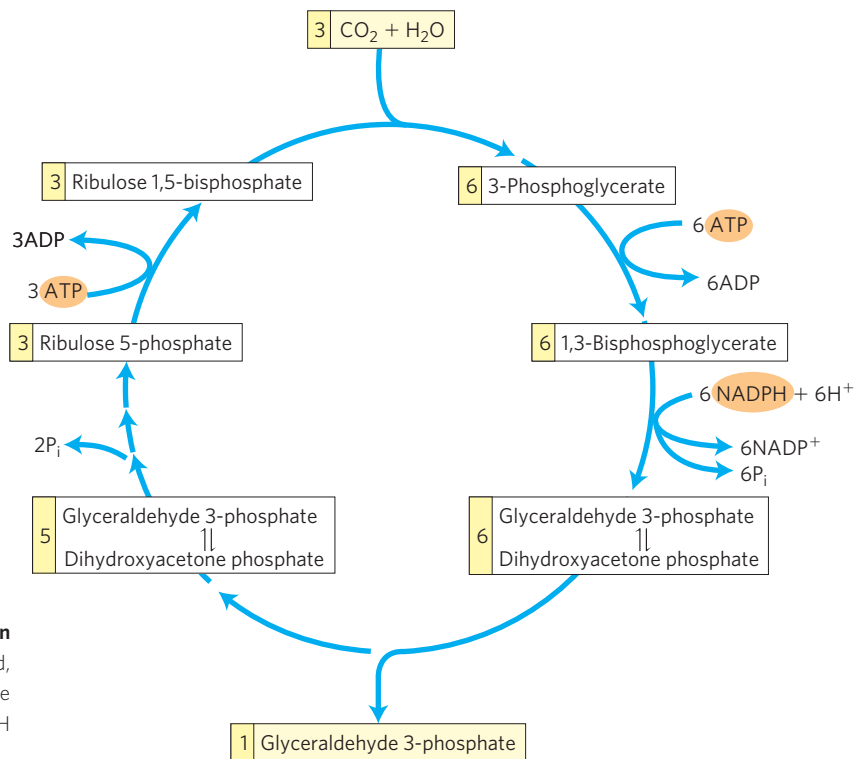 3 CO₂ + H₂O
3 Ribulose 1,5-bisphosphate
6 3-Phosphoglycerate
3ADP
6 ATP
3 ATP
6ADP
3 Ribulose 5-phosphate
6 1,3-Bisphosphoglycerate
6 NADPH + 6H⁺
2Pᵢ
6NADP⁺
6Pᵢ
5 Glyceraldehyde 3-phosphate
⥮
Dihydroxyacetone phosphate
6 Glyceraldehyde 3-phosphate
⥮
Dihydroxyacetone phosphate
n
d,
e
H
1 Glyceraldehyde 3-phosphate